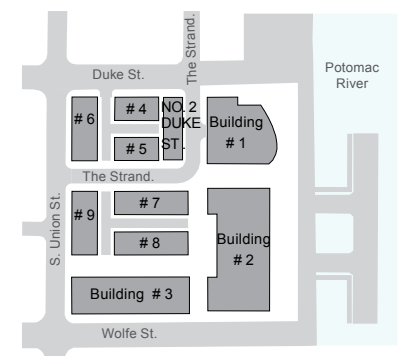 The Strand.
Duke St.
Potomac
River
# 6
# 4
NO. 2
DUKE
ST.
Building
# 1
# 5
The Strand.
S. Union St.
# 9
# 7
# 8
Building
# 2
Building # 3
Wolfe St.